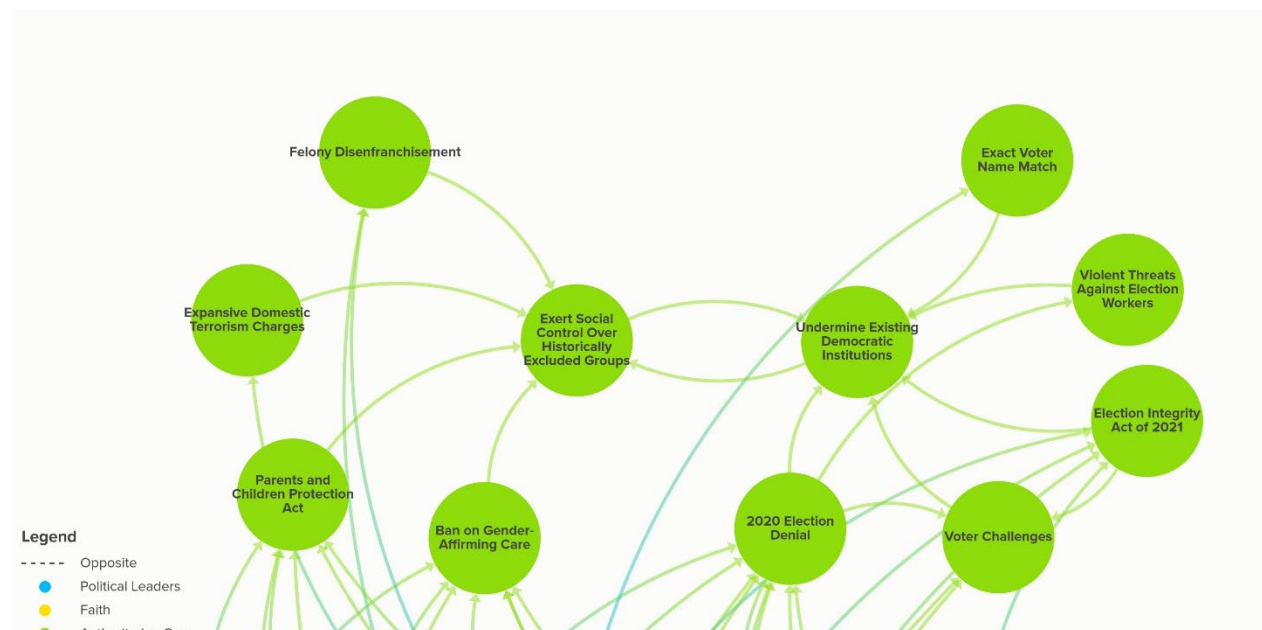 Felony Disenfranchisement
Exact Voter
Name Match
Violent Threats
Against Election
Workers
Expansive Domestic
Terrorism Charges
Exert Social
Control Over
Historically
Excluded Groups
Undermine Existing
Democratic
Institutions
Election Integrity
Act of 2021
Parents and
Children Protection
Act
Ban on Gender-
Affirming Care
2020 Election
Denial
Voter Challenges
Legend
Opposite
Political Leaders
Faith